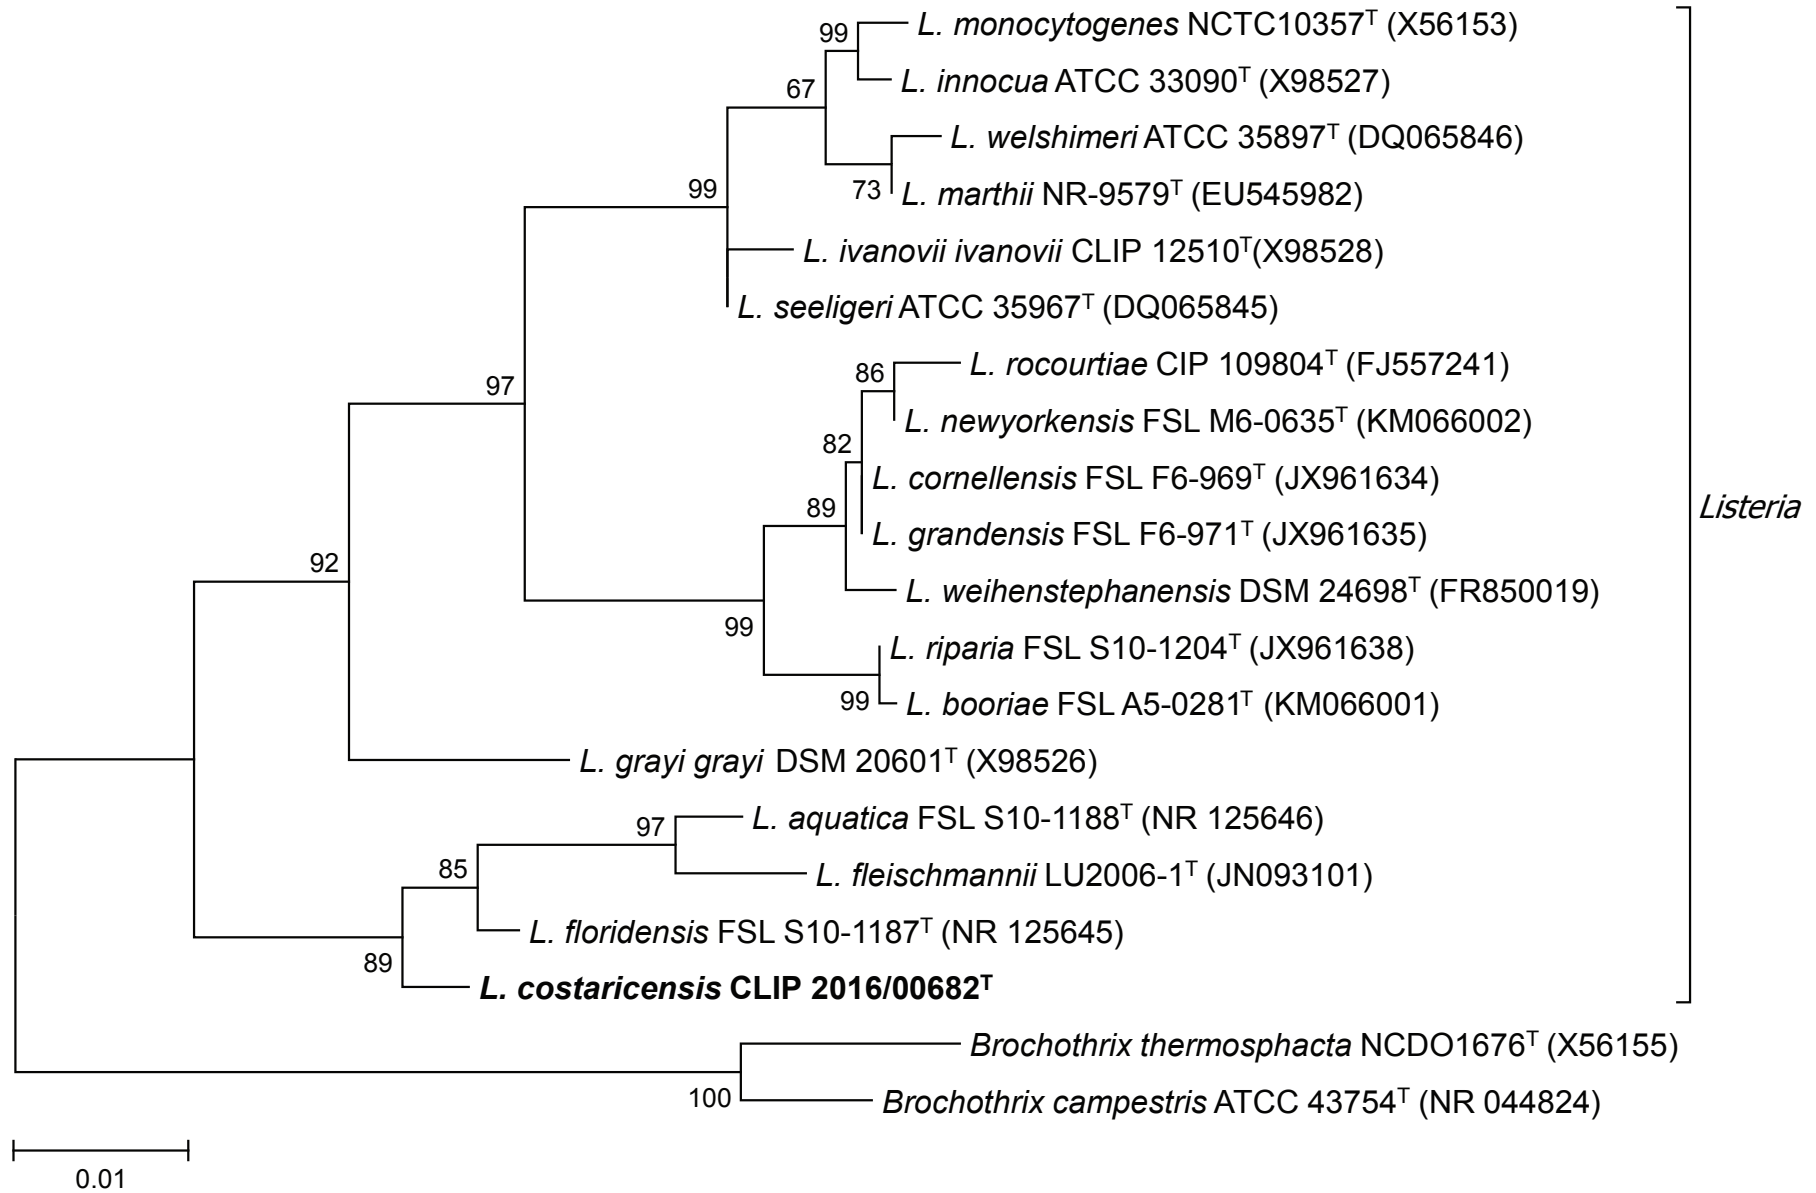 99 L. monocytogenes NCTC10357ᵀ (X56153)
L. innocua ATCC 33090ᵀ (X98527)
67
L. welshimeri ATCC 35897ᵀ (DQ065846)
73 L. marthii NR-9579ᵀ (EU545982)
99
L. ivanovii ivanovii CLIP 12510ᵀ(X98528)
L. seeligeri ATCC 35967ᵀ (DQ065845)
97
86 L. rocourtiae CIP 109804ᵀ (FJ557241)
L. newyorkensis FSL M6-0635ᵀ (KM066002)
82
L. cornellensis FSL F6-969ᵀ (JX961634)
89
L. grandensis FSL F6-971ᵀ (JX961635)
Listeria
92
L. weihenstephanensis DSM 24698ᵀ (FR850019)
99
L. riparia FSL S10-1204ᵀ (JX961638)
99 L. booriae FSL A5-0281ᵀ (KM066001)
L. grayi grayi DSM 20601ᵀ (X98526)
97 L. aquatica FSL S10-1188ᵀ (NR 125646)
85
L. fleischmannii LU2006-1ᵀ (JN093101)
L. floridensis FSL S10-1187ᵀ (NR 125645)
89
L. costaricensis CLIP 2016/00682ᵀ
Brochothrix thermosphacta NCDO1676ᵀ (X56155)
100 Brochothrix campestris ATCC 43754ᵀ (NR 044824)
0.01